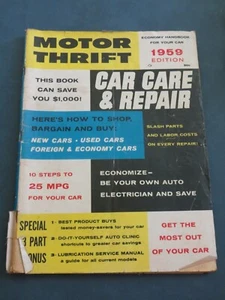 MOTOR
THRIFT
ECONOMY HANDBOOK
FOR YOUR CAR
1959
EDITION
THIS BOOK
CAN SAVE
YOU $1,000!
CAR CARE
& REPAIR
HERE'S HOW TO SHOP,
BARGAIN AND BUY:
NEW CARS · USED CARS
FOREIGN & ECONOMY CARS
SLASH PARTS
AND LABOR COSTS
ON EVERY REPAIR!
10 STEPS TO
25 MPG
FOR YOUR CAR
ECONOMIZE—
BE YOUR OWN AUTO
ELECTRICIAN AND SAVE
SPECIAL
3 PART
BONUS
1- BEST PRODUCT BUYS
tested money-savers for your car
2- DO-IT-YOURSELF AUTO CLINIC
shortcuts to greater car savings
3- LUBRICATION SERVICE MANUAL
a guide for all current models
GET THE
MOST OUT
OF YOUR CAR